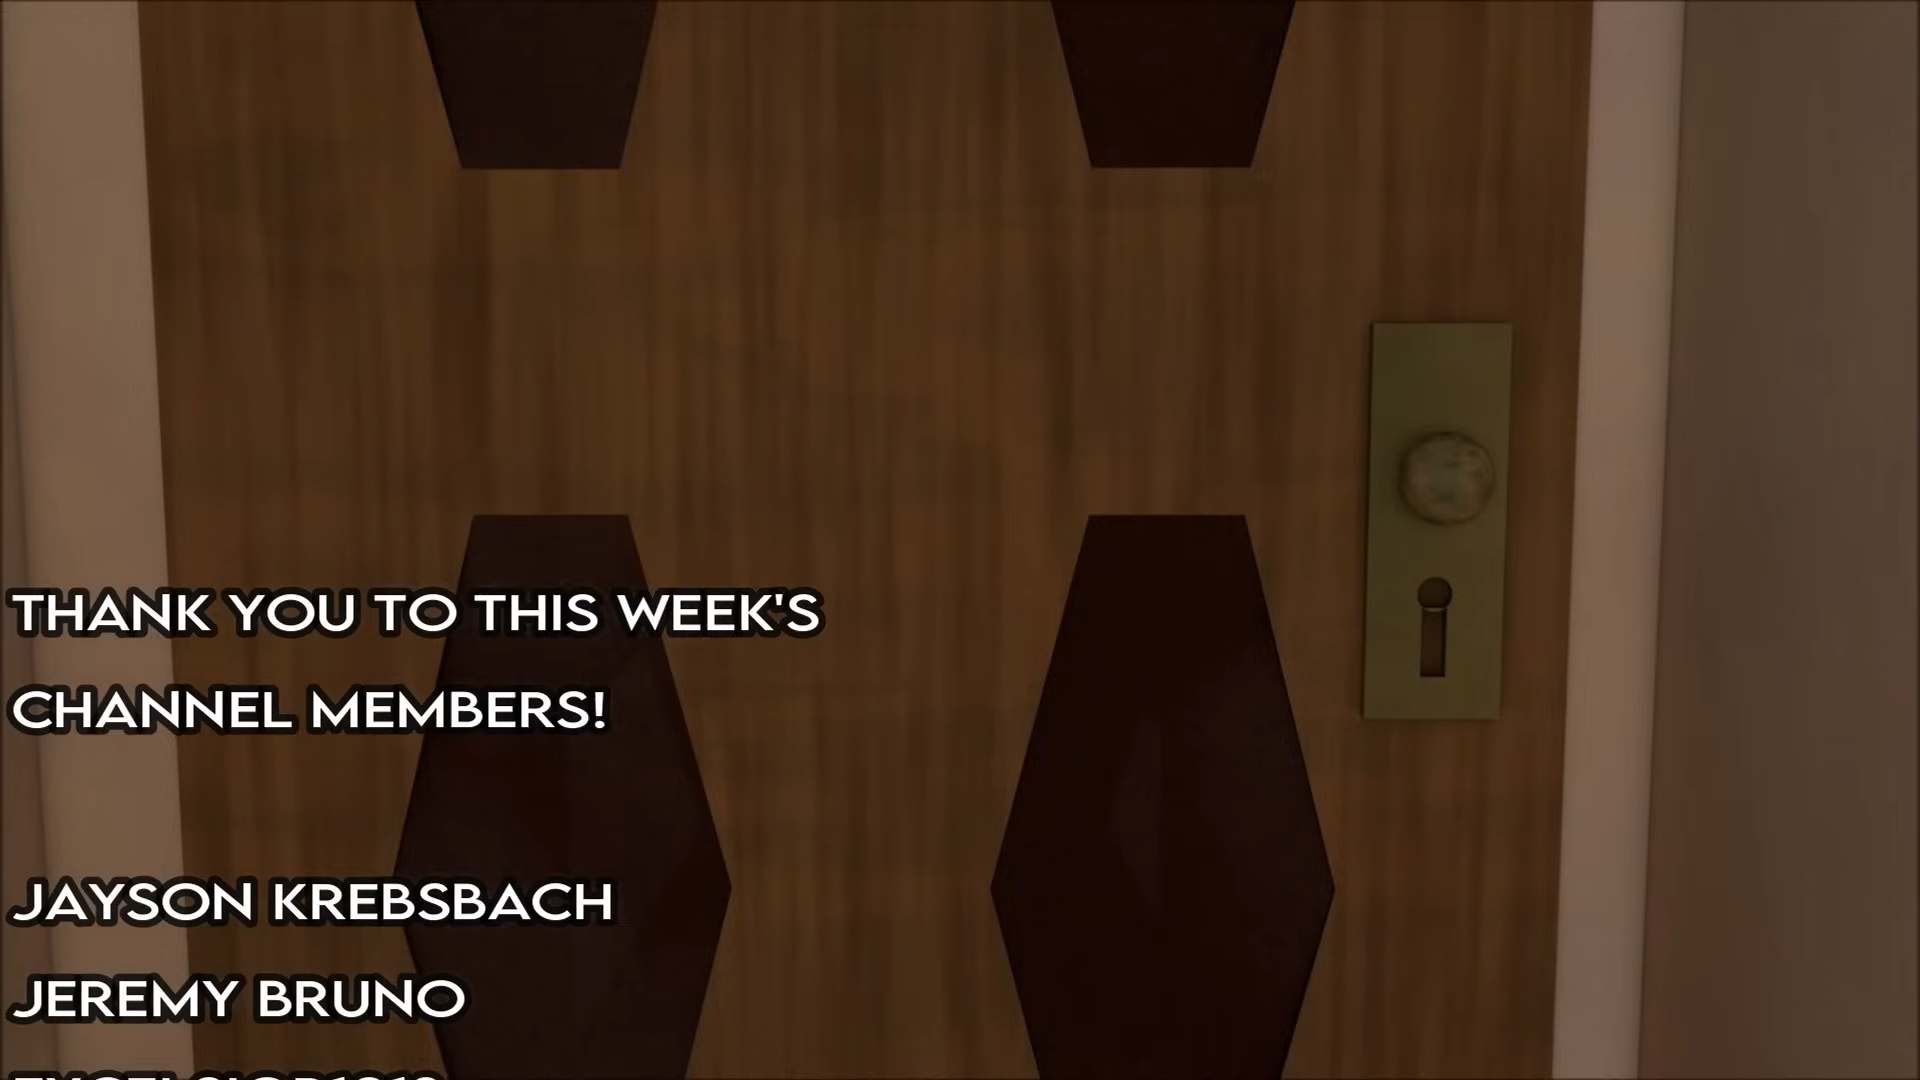 THANK YOU TO THIS WEEK'S
CHANNEL MEMBERS!
JAYSON KREBSBACH
JEREMY BRUNO